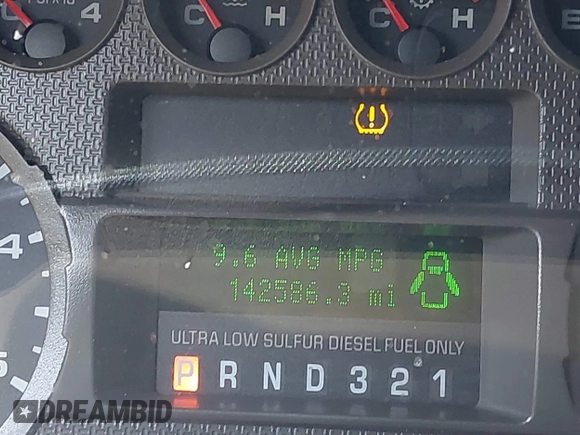 4
C H
C H
4
9.6 AVG MPG
142586.3 mi
ULTRA LOW SULFUR DIESEL FUEL ONLY
P R N D 3 2 1
5
DREAMBID